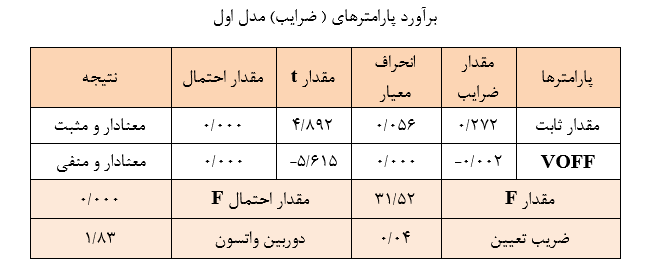 برآورد پارامترهای ( ضرایب) مدل اول
پارامترها مقدار ضرایب انحراف معیار مقدار t مقدار احتمال نتیجه
مقدار ثابت ۰/۲۷۲ ۰/۰۵۶ ۴/۸۹۲ ۰/۰۰۰ معنادار و مثبت
VOFF -۰/۰۰۲ ۰/۰۰۰ -۵/۶۱۵ ۰/۰۰۰ معنادار و منفی
مقدار F ۳۱/۵۲ مقدار احتمال F ۰/۰۰۰
ضریب تعیین ۰/۰۴ دوربین واتسون ۱/۸۳